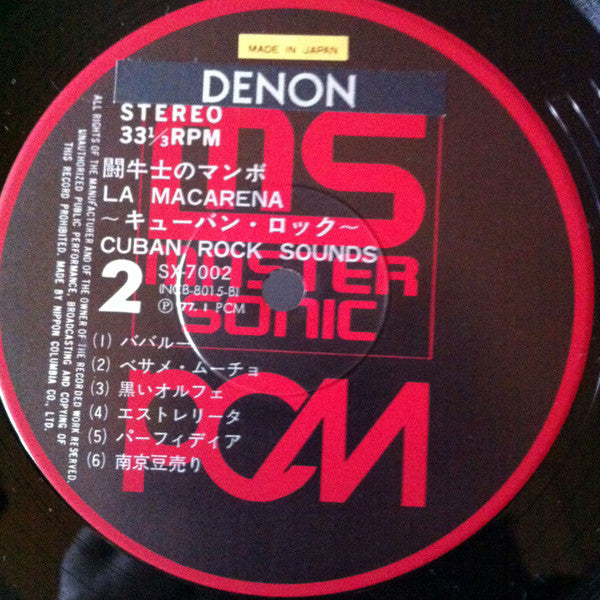 MADE IN JAPAN
DENON
STEREO
33⅓RPM
闘牛士のマンボ
LA MACARENA
〜キューバン・ロック〜
CUBAN ROCK SOUNDS
2
SX-7002
(NCB-8015-B)
Ⓟ '77. 1 PCM
MASTER
SONIC
(1) ババルー
(2) ベサメ・ムーチョ
(3) 黒いオルフェ
(4) エストレリータ
(5) パーフィディア
(6) 南京豆売り
PCM
ALL RIGHTS OF THE MANUFACTURER AND OF THE OWNER OF THE RECORDED WORK RESERVED.
UNAUTHORIZED PUBLIC PERFORMANCE, BROADCASTING AND COPYING OF
THIS RECORD PROHIBITED. MADE BY NIPPON COLUMBIA CO., LTD.